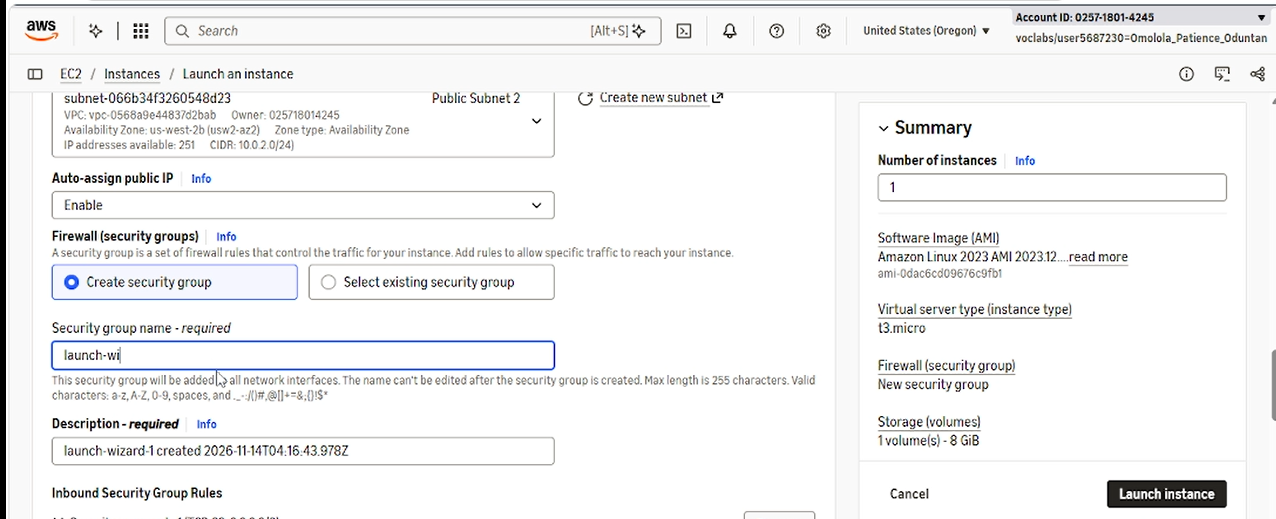 aws
Search [Alt+S]
United States (Oregon)
Account ID: 0257-1801-4245
voclabs/user5687230=Omolola_Patience_Oduntan
EC2 / Instances / Launch an instance
subnet-066b34f3260548d23 Public Subnet 2
VPC: vpc-0568a9e44837d2bab Owner: 025718014245
Availability Zone: us-west-2b (usw2-az2) Zone type: Availability Zone
IP addresses available: 251 CIDR: 10.0.2.0/24)
Create new subnet
Auto-assign public IP Info
Enable
Firewall (security groups) Info
A security group is a set of firewall rules that control the traffic for your instance. Add rules to allow specific traffic to reach your instance.
Create security group
Select existing security group
Security group name - required
launch-wi
This security group will be added all network interfaces. The name can't be edited after the security group is created. Max length is 255 characters. Valid
characters: a-z, A-Z, 0-9, spaces, and ._-:/()#,@[]+=&;{}!$*
Description - required Info
launch-wizard-1 created 2026-11-14T04:16:43.978Z
Inbound Security Group Rules
Summary
Number of instances Info
1
Software Image (AMI)
Amazon Linux 2023 AMI 2023.12....read more
ami-0dac6cd09676c9fb1
Virtual server type (instance type)
t3.micro
Firewall (security group)
New security group
Storage (volumes)
1 volume(s) - 8 GiB
Cancel
Launch instance